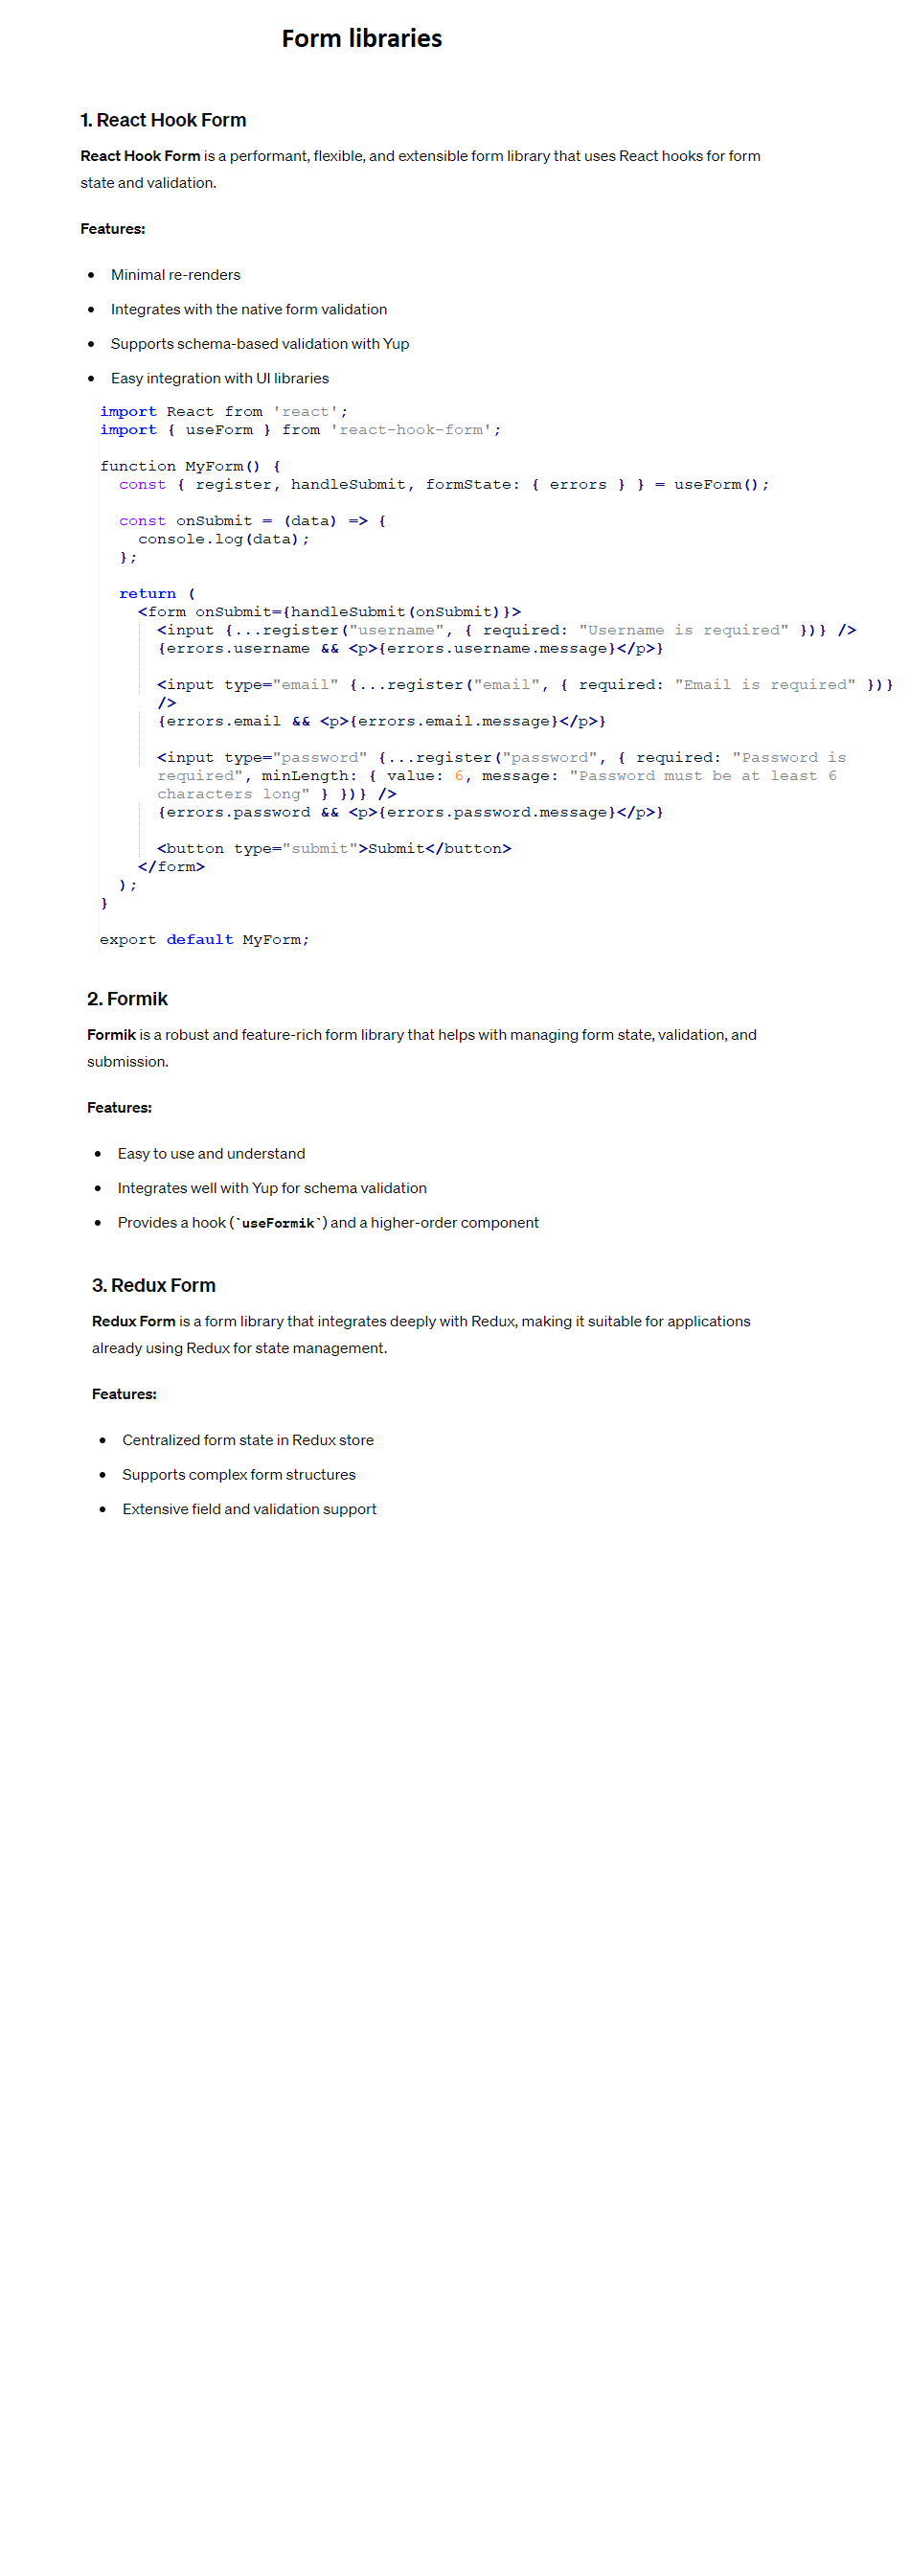 Form libraries
1. React Hook Form
React Hook Form is a performant, flexible, and extensible form library that uses React hooks for form
state and validation.
Features:
• Minimal re-renders
• Integrates with the native form validation
• Supports schema-based validation with Yup
• Easy integration with UI libraries
import React from 'react';
import { useForm } from 'react-hook-form';
function MyForm() {
const { register, handleSubmit, formState: { errors } } = useForm();
const onSubmit = (data) => {
console.log(data);
};
return (
<form onSubmit={handleSubmit(onSubmit)}>
<input {...register("username", { required: "Username is required" })} />
{errors.username && <p>{errors.username.message}</p>}
<input type="email" {...register("email", { required: "Email is required" })}
/>
{errors.email && <p>{errors.email.message}</p>}
<input type="password" {...register("password", { required: "Password is
required", minLength: { value: 6, message: "Password must be at least 6
characters long" } })} />
{errors.password && <p>{errors.password.message}</p>}
<button type="submit">Submit</button>
</form>
);
}
export default MyForm;
2. Formik
Formik is a robust and feature-rich form library that helps with managing form state, validation, and
submission.
Features:
• Easy to use and understand
• Integrates well with Yup for schema validation
• Provides a hook (`useFormik`) and a higher-order component
3. Redux Form
Redux Form is a form library that integrates deeply with Redux, making it suitable for applications
already using Redux for state management.
Features:
• Centralized form state in Redux store
• Supports complex form structures
• Extensive field and validation support